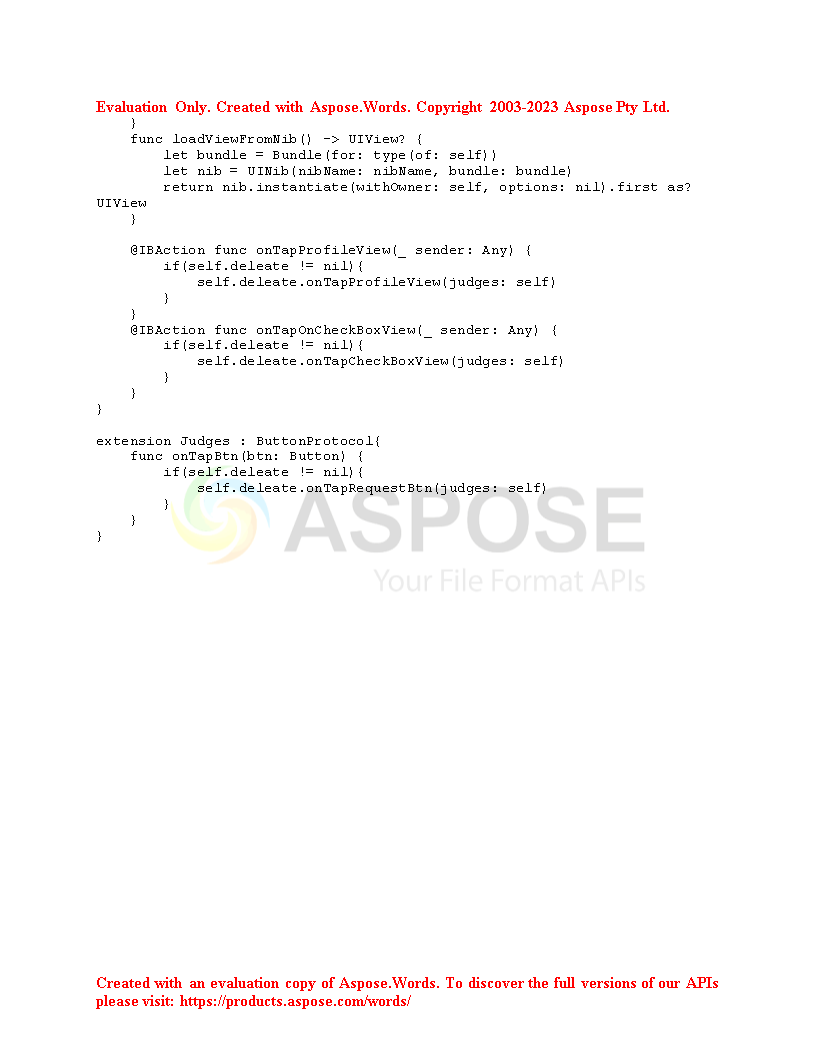 Evaluation Only. Created with Aspose.Words. Copyright 2003-2023 Aspose Pty Ltd.
    }
    func loadViewFromNib() -> UIView? {
        let bundle = Bundle(for: type(of: self))
        let nib = UINib(nibName: nibName, bundle: bundle)
        return nib.instantiate(withOwner: self, options: nil).first as?
UIView
    }

    @IBAction func onTapProfileView(_ sender: Any) {
        if(self.deleate != nil){
            self.deleate.onTapProfileView(judges: self)
        }
    }
    @IBAction func onTapOnCheckBoxView(_ sender: Any) {
        if(self.deleate != nil){
            self.deleate.onTapCheckBoxView(judges: self)
        }
    }
}

extension Judges : ButtonProtocol{
    func onTapBtn(btn: Button) {
        if(self.deleate != nil){
            self.deleate.onTapRequestBtn(judges: self)
        }
    }
}
ASPOSE
Your File Format APIs
Created with an evaluation copy of Aspose.Words. To discover the full versions of our APIs
please visit: https://products.aspose.com/words/